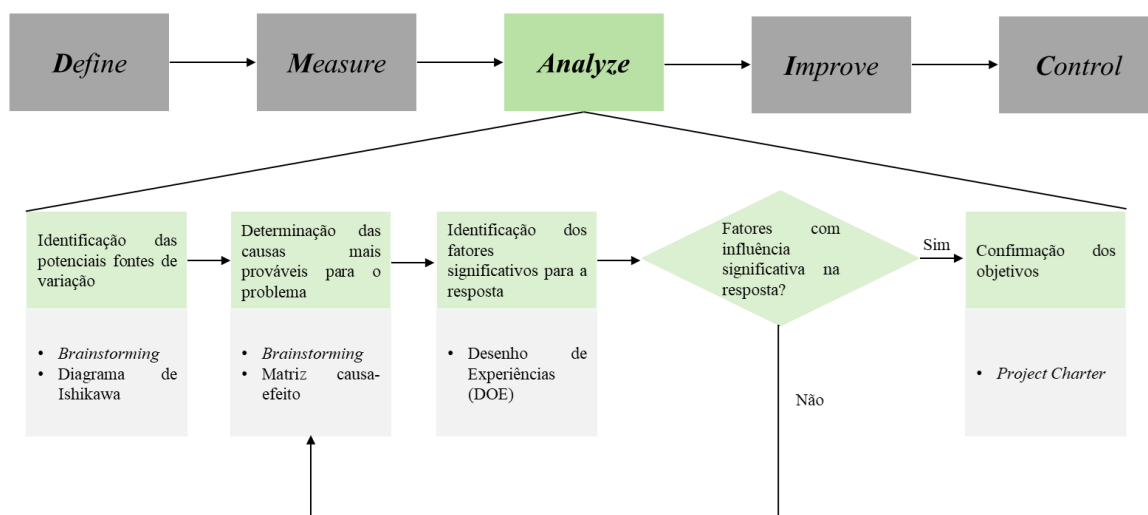 Define
Measure
Analyze
Improve
Control
Identificação das
potenciais fontes de
variação
Determinação das
causas mais
prováveis para o
problema
Identificação dos
fatores
significativos para a
resposta
Fatores com
influência
significativa na
resposta?
Sim
Confirmação dos
objetivos
• Brainstorming
• Diagrama de
Ishikawa
• Brainstorming
• Matriz causa-
efeito
• Desenho de
Experiências
(DOE)
Não
• Project Charter